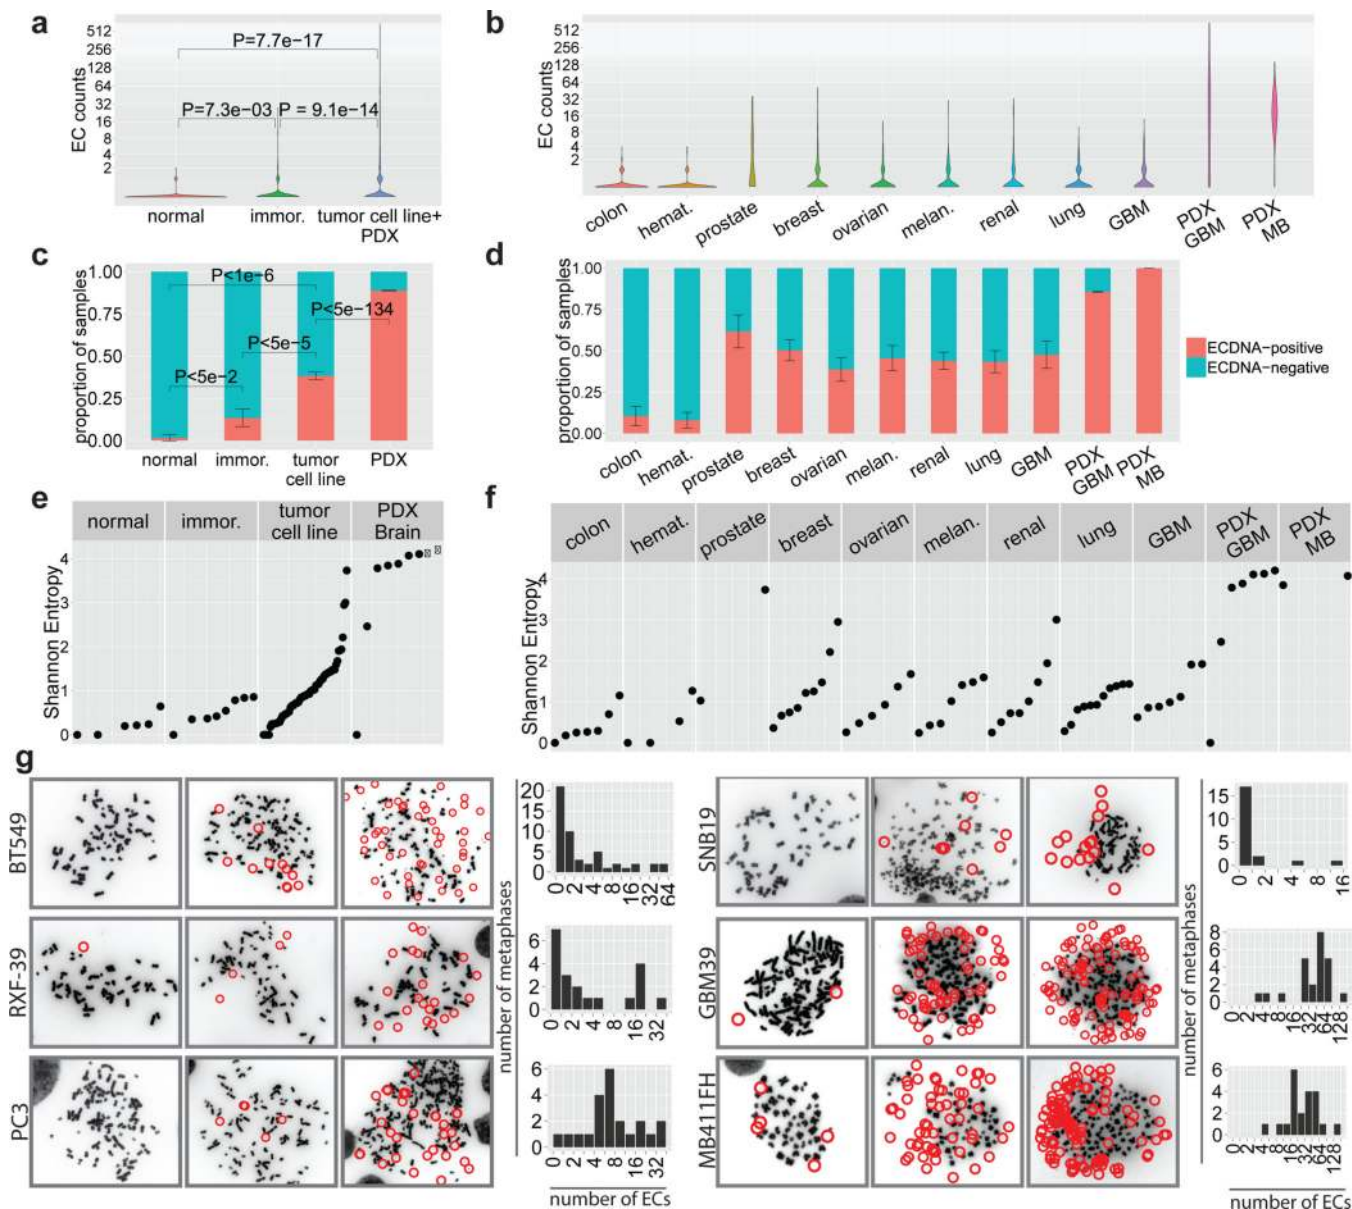 a
EC counts
512
256
128
64
32
16
8
4
2
P=7.7e−17
P=7.3e−03
P = 9.1e−14
normal
immor.
tumor cell line+
PDX
b
EC counts
512
256
128
64
32
16
8
4
2
colon
hemat.
prostate
breast
ovarian
melan.
renal
lung
GBM
PDX
GBM
PDX
MB
c
proportion of samples
1.00
0.75
0.50
0.25
0.00
P<1e−6
P<5e−134
P<5e−5
P<5e−2
normal
immor.
tumor
cell line
PDX
d
proportion of samples
1.00
0.75
0.50
0.25
0.00
colon
hemat.
prostate
breast
ovarian
melan.
renal
lung
GBM
PDX
GBM
PDX
MB
ECDNA−positive
ECDNA−negative
e
normal
immor.
tumor
cell line
PDX
Brain
Shannon Entropy
4
3
2
1
0
f
colon
hemat.
prostate
breast
ovarian
melan.
renal
lung
GBM
PDX
GBM
PDX
MB
Shannon Entropy
4
3
2
1
0
g
BT549
20
15
10
5
2
0
0 2 4 8 16 32 64
RXF-39
6
4
2
0
0 2 4 8 16 32
PC3
6
4
2
0
0 2 4 8 16 32
number of metaphases
number of ECs
SNB19
15
10
5
2
0
0 2 4 8 16
GBM39
8
6
4
2
0
0 2 4 8 16 32 64 128
MB411FH
6
4
2
0
0 2 4 8 16 32 64 128
number of metaphases
number of ECs